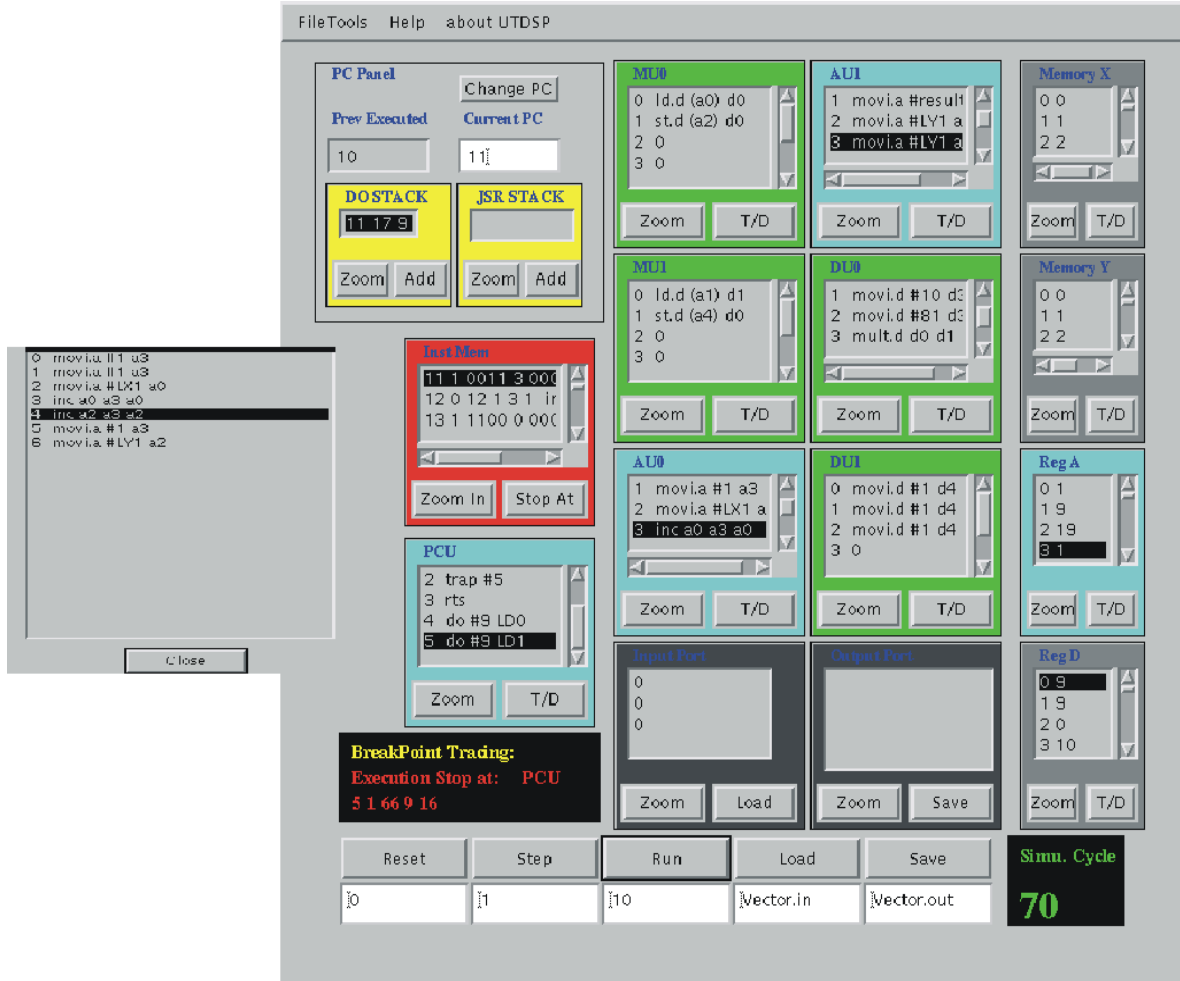 FileTools Help about UTDSP
PC Panel
Change PC
Prev Executed Current PC
10 11
DO STACK JSR STACK
11 17 9
Zoom Add Zoom Add
MU0
0 ld.d (a0) d0
1 st.d (a2) d0
2 0
3 0
Zoom T/D
AU1
1 movi.a #result
2 movi.a #LY1 a
3 movi.a #LY1 a
Zoom T/D
Memory X
0 0
1 1
2 2
Zoom T/D
MU1
0 ld.d (a1) d1
1 st.d (a4) d0
2 0
3 0
Zoom T/D
DU0
1 movi.d #10 d3
2 movi.d #81 d3
3 mult.d d0 d1
Zoom T/D
Memory Y
0 0
1 1
2 2
Zoom T/D
0 movi.a #1 a3
1 movi.a #1 a3
2 movi.a #LX1 a0
3 inc a0 a3 a0
4 inc a2 a3 a2
5 movi.a #1 a3
6 movi.a #LY1 a2
Close
Inst Mem
11 1 0011 3 000
12 0 12 1 3 1 ir
13 1 1100 0 000
Zoom In Stop At
AU0
1 movi.a #1 a3
2 movi.a #LX1 a
3 inc a0 a3 a0
Zoom T/D
DU1
0 movi.d #1 d4
1 movi.d #1 d4
2 movi.d #1 d4
3 0
Zoom T/D
Reg A
0 1
1 9
2 19
3 1
Zoom T/D
PCU
2 trap #5
3 rts
4 do #9 LD0
5 do #9 LD1
Zoom T/D
Input Port
0
0
0
Zoom Load
Output Port
Zoom Save
Reg D
0 9
1 9
2 0
3 10
Zoom T/D
BreakPoint Tracing:
Execution Stop at: PCU
5 1 66 9 16
Reset Step Run Load Save
0 1 10 Vector.in Vector.out
Simu. Cycle
70